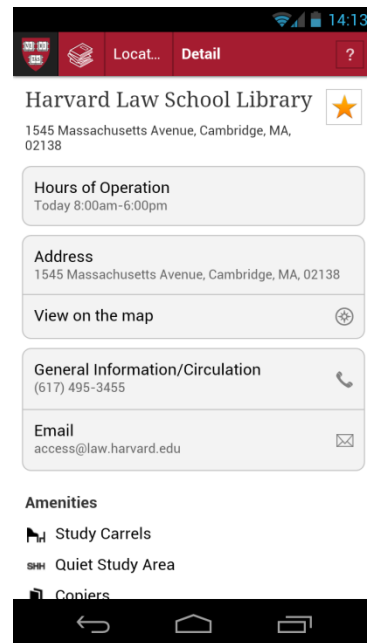 14:13
Locat... Detail ?
Harvard Law School Library
1545 Massachusetts Avenue, Cambridge, MA,
02138
Hours of Operation
Today 8:00am-6:00pm
Address
1545 Massachusetts Avenue, Cambridge, MA, 02138
View on the map
General Information/Circulation
(617) 495-3455
Email
access@law.harvard.edu
Amenities
Study Carrels
SHH Quiet Study Area
Copiers